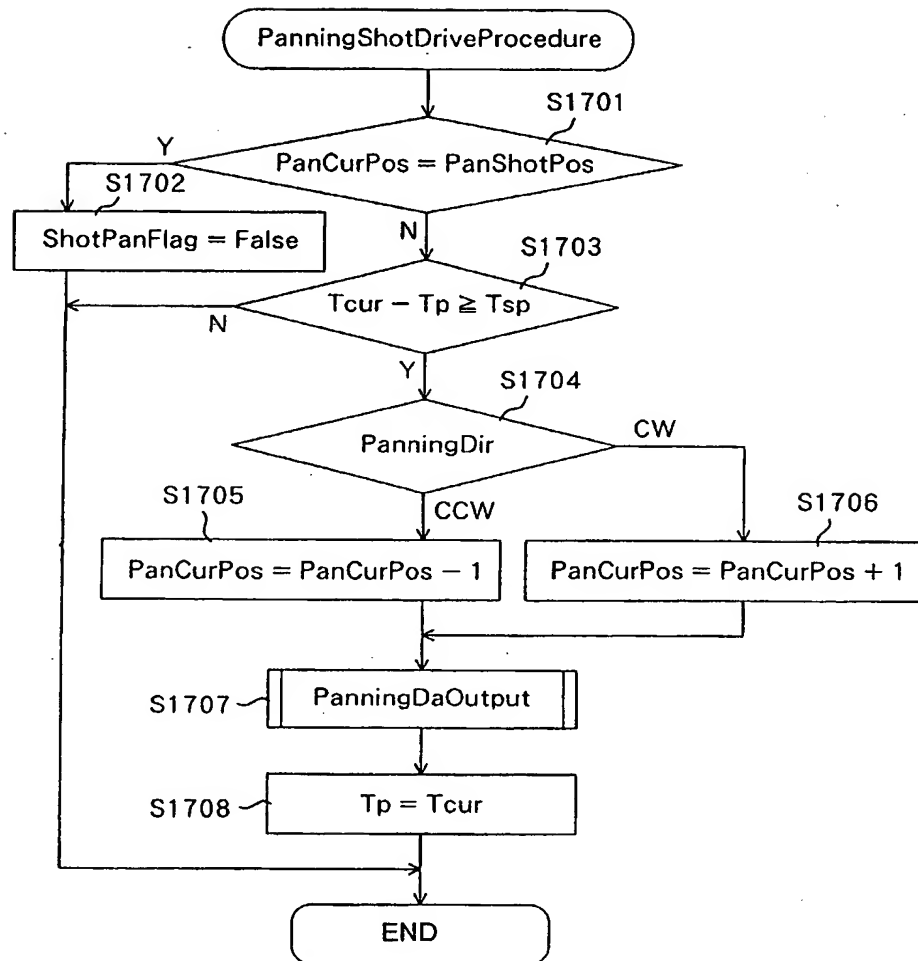 PanningShotDriveProcedure
S1701
Y
PanCurPos = PanShotPos
S1702
ShotPanFlag = False
N
S1703
Tcur − Tp ≧ Tsp
N
Y
S1704
PanningDir
CW
CCW
S1705
S1706
PanCurPos = PanCurPos − 1
PanCurPos = PanCurPos + 1
S1707
PanningDaOutput
S1708
Tp = Tcur
END